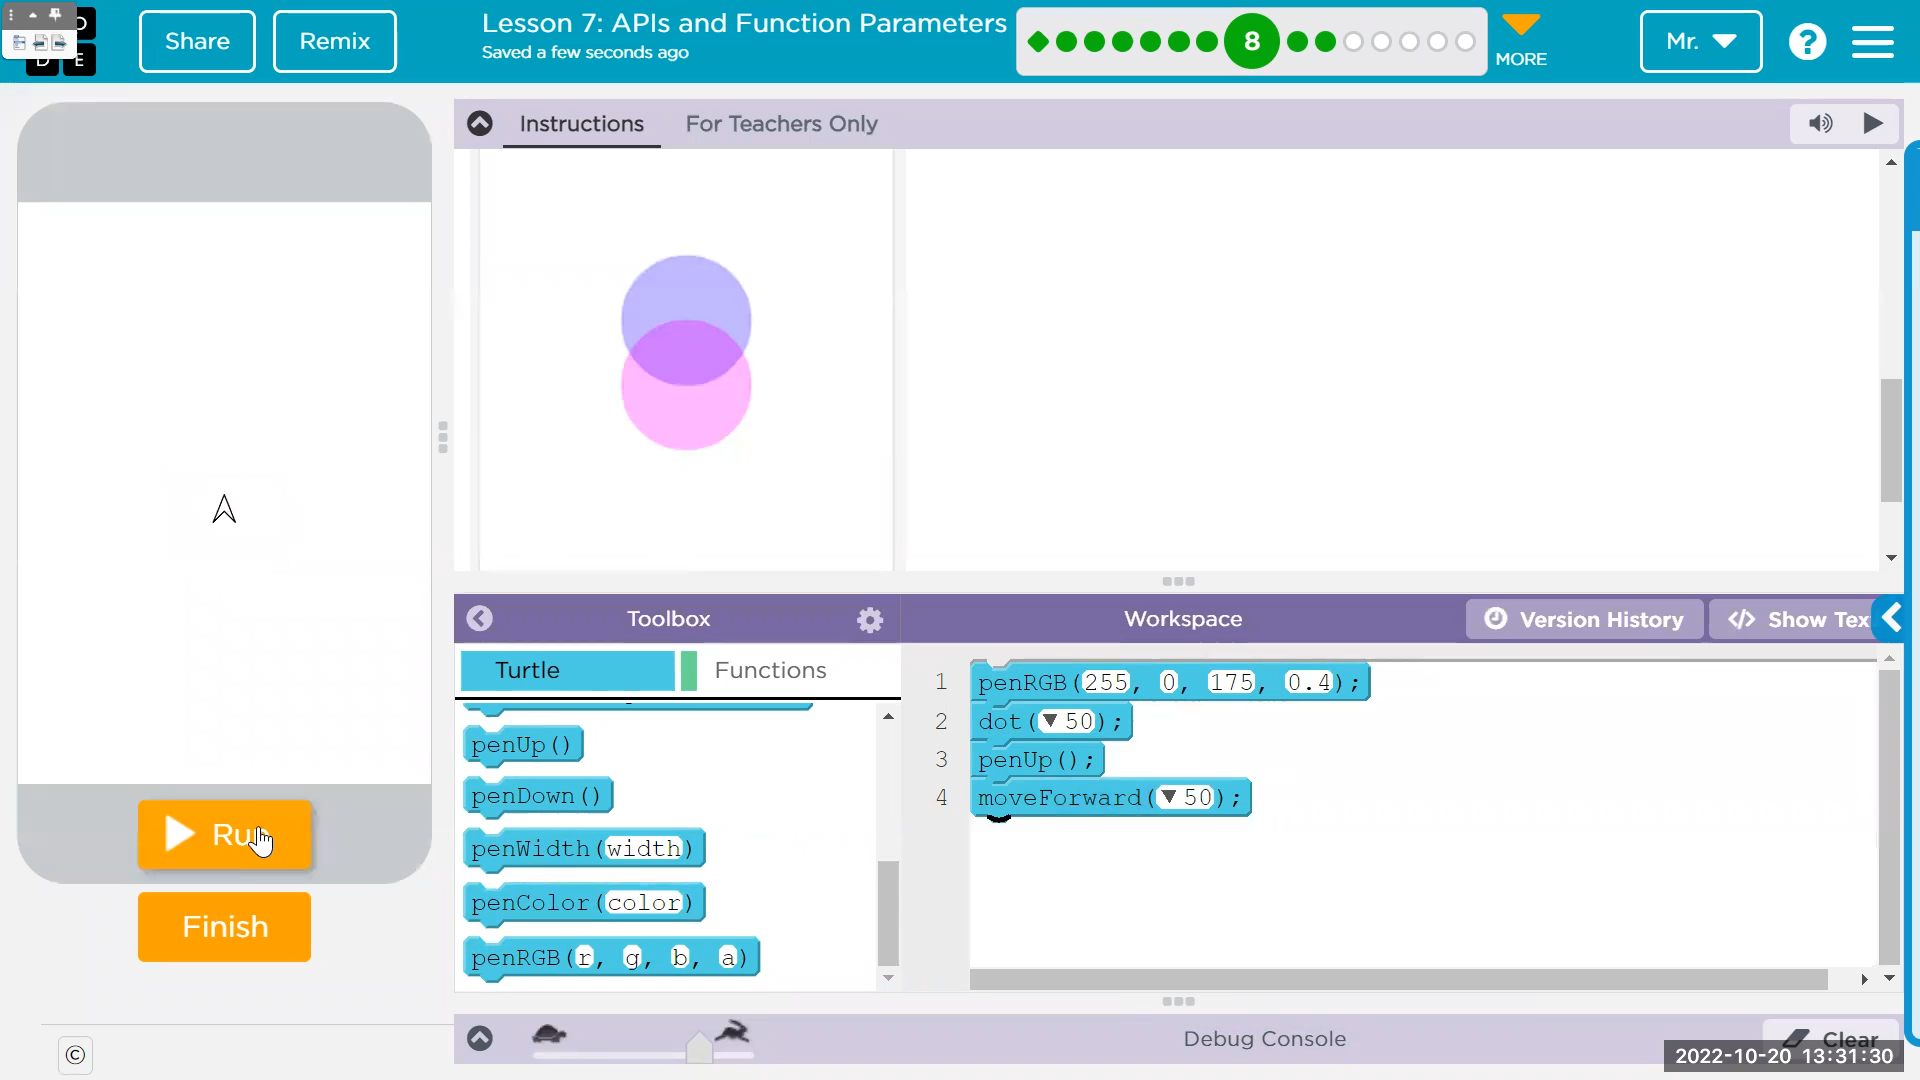 D E
Share
Remix
Lesson 7: APIs and Function Parameters
Saved a few seconds ago
8
MORE
Mr.
?
Instructions
For Teachers Only
Run
Finish
Toolbox
Workspace
Version History
</> Show Tex
Turtle
Functions
penUp()
penDown()
penWidth(width)
penColor(color)
penRGB(r, g, b, a)
1 penRGB(255, 0, 175, 0.4);
2 dot(▼ 50);
3 penUp();
4 moveForward(▼ 50);
Debug Console
Clear
2022-10-20 13:31:30
©